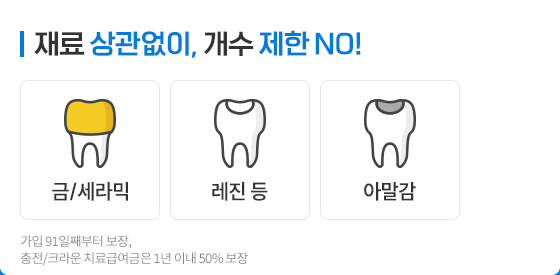 재료 상관없이, 개수 제한 NO!
금/세라믹
레진 등
아말감
가입 91일째부터 보장,
충전/크라운 치료급여금은 1년 이내 50% 보장